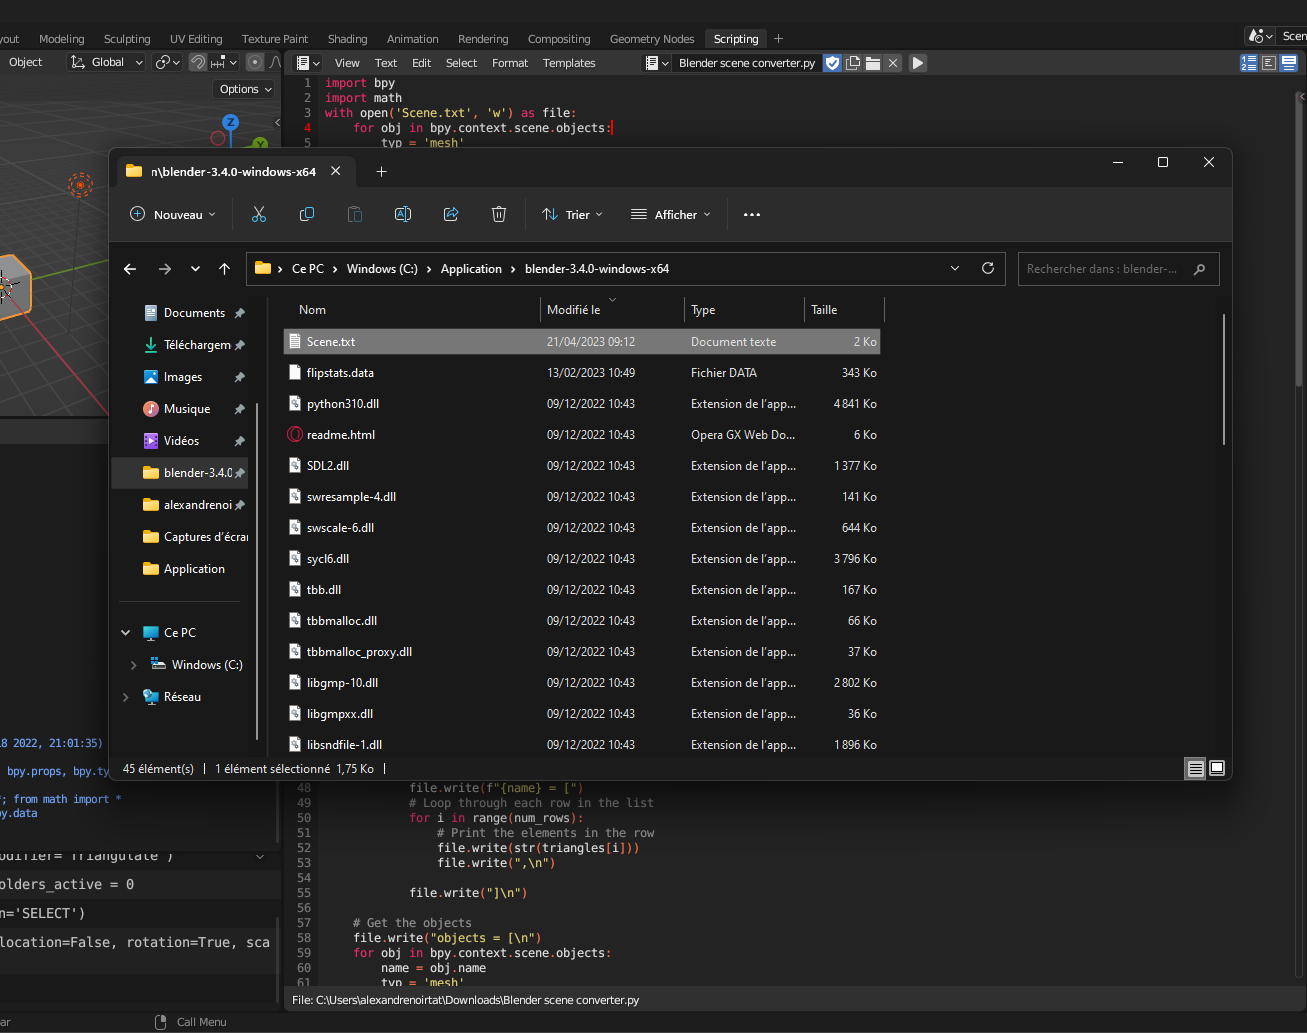 Modeling Sculpting UV Editing Texture Paint Shading Animation Rendering Compositing Geometry Nodes Scripting +
Object Global View Text Edit Select Format Templates Blender scene converter.py
Options
Z
Y
1 import bpy
2 import math
3 with open('Scene.txt', 'w') as file:
4 for obj in bpy.context.scene.objects:
5 typ = 'mesh'
n\blender-3.4.0-windows-x64
Nouveau Trier Afficher
Ce PC > Windows (C:) > Application > blender-3.4.0-windows-x64
Rechercher dans : blender-...
Nom Modifié le Type Taille
Scene.txt 21/04/2023 09:12 Document texte 2 Ko
flipstats.data 13/02/2023 10:49 Fichier DATA 343 Ko
python310.dll 09/12/2022 10:43 Extension de l'app... 4 841 Ko
readme.html 09/12/2022 10:43 Opera GX Web Do... 6 Ko
SDL2.dll 09/12/2022 10:43 Extension de l'app... 1 377 Ko
swresample-4.dll 09/12/2022 10:43 Extension de l'app... 141 Ko
swscale-6.dll 09/12/2022 10:43 Extension de l'app... 644 Ko
sycl6.dll 09/12/2022 10:43 Extension de l'app... 3 796 Ko
tbb.dll 09/12/2022 10:43 Extension de l'app... 167 Ko
tbbmalloc.dll 09/12/2022 10:43 Extension de l'app... 66 Ko
tbbmalloc_proxy.dll 09/12/2022 10:43 Extension de l'app... 37 Ko
libgmp-10.dll 09/12/2022 10:43 Extension de l'app... 2 802 Ko
libgmpxx.dll 09/12/2022 10:43 Extension de l'app... 36 Ko
libsndfile-1.dll 09/12/2022 10:43 Extension de l'app... 1 896 Ko
Documents
Téléchargem
Images
Musique
Vidéos
blender-3.4.0
alexandrenoi
Captures d'écran
Application
Ce PC
Windows (C:)
Réseau
45 élément(s) | 1 élément sélectionné 1,75 Ko |
8 2022, 21:01:35)
bpy.props, bpy.ty
*; from math import *
y.data
odifier='Triangulate')
olders_active = 0
n='SELECT')
location=False, rotation=True, sca
48 file.write(f"{name} = [")
49 # Loop through each row in the list
50 for i in range(num_rows):
51 # Print the elements in the row
52 file.write(str(triangles[i]))
53 file.write(",\n")
54
55 file.write("]\n")
56
57 # Get the objects
58 file.write("objects = [\n")
59 for obj in bpy.context.scene.objects:
60 name = obj.name
61 typ = 'mesh'
File: C:\Users\alexandrenoirtat\Downloads\Blender scene converter.py
Call Menu